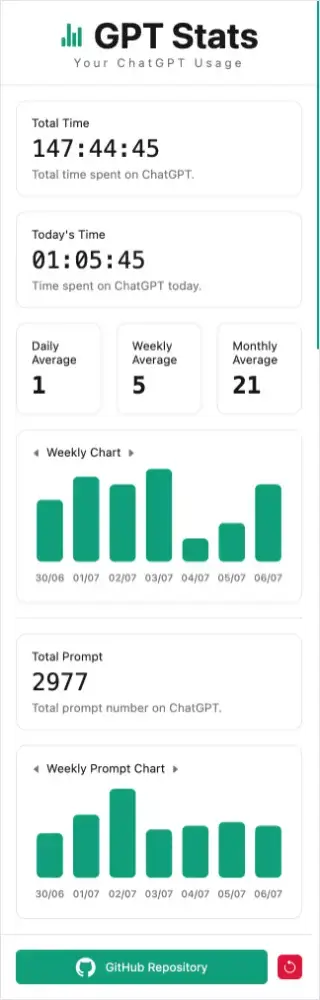 GPT Stats
Your ChatGPT Usage
Total Time
147:44:45
Total time spent on ChatGPT.
Today's Time
01:05:45
Time spent on ChatGPT today.
Daily Average
1
Weekly Average
5
Monthly Average
21
Weekly Chart
30/06 01/07 02/07 03/07 04/07 05/07 06/07
Total Prompt
2977
Total prompt number on ChatGPT.
Weekly Prompt Chart
30/06 01/07 02/07 03/07 04/07 05/07 06/07
GitHub Repository